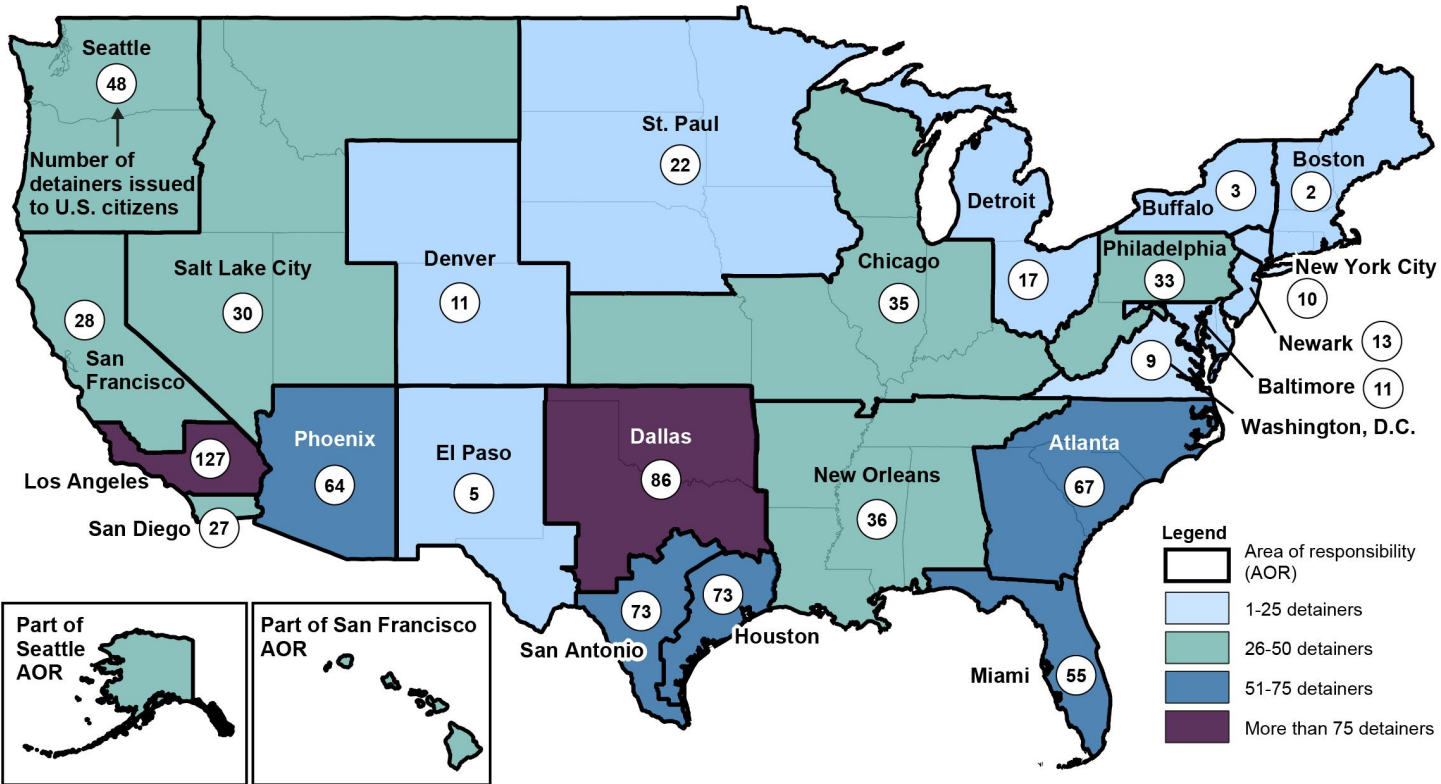 Seattle
48
Number of
detainers issued
to U.S. citizens
St. Paul
22
Boston
2
Buffalo
3
Detroit
17
Philadelphia
33
New York City
10
Newark
13
Baltimore
11
9
Washington, D.C.
Chicago
35
Denver
11
Salt Lake City
30
28
San
Francisco
127
Los Angeles
San Diego
27
Phoenix
64
El Paso
5
Dallas
86
New Orleans
36
Atlanta
67
73
San Antonio
73
Houston
Miami
55
Part of
Seattle
AOR
Part of San Francisco
AOR
Legend
Area of responsibility
(AOR)
1-25 detainers
26-50 detainers
51-75 detainers
More than 75 detainers